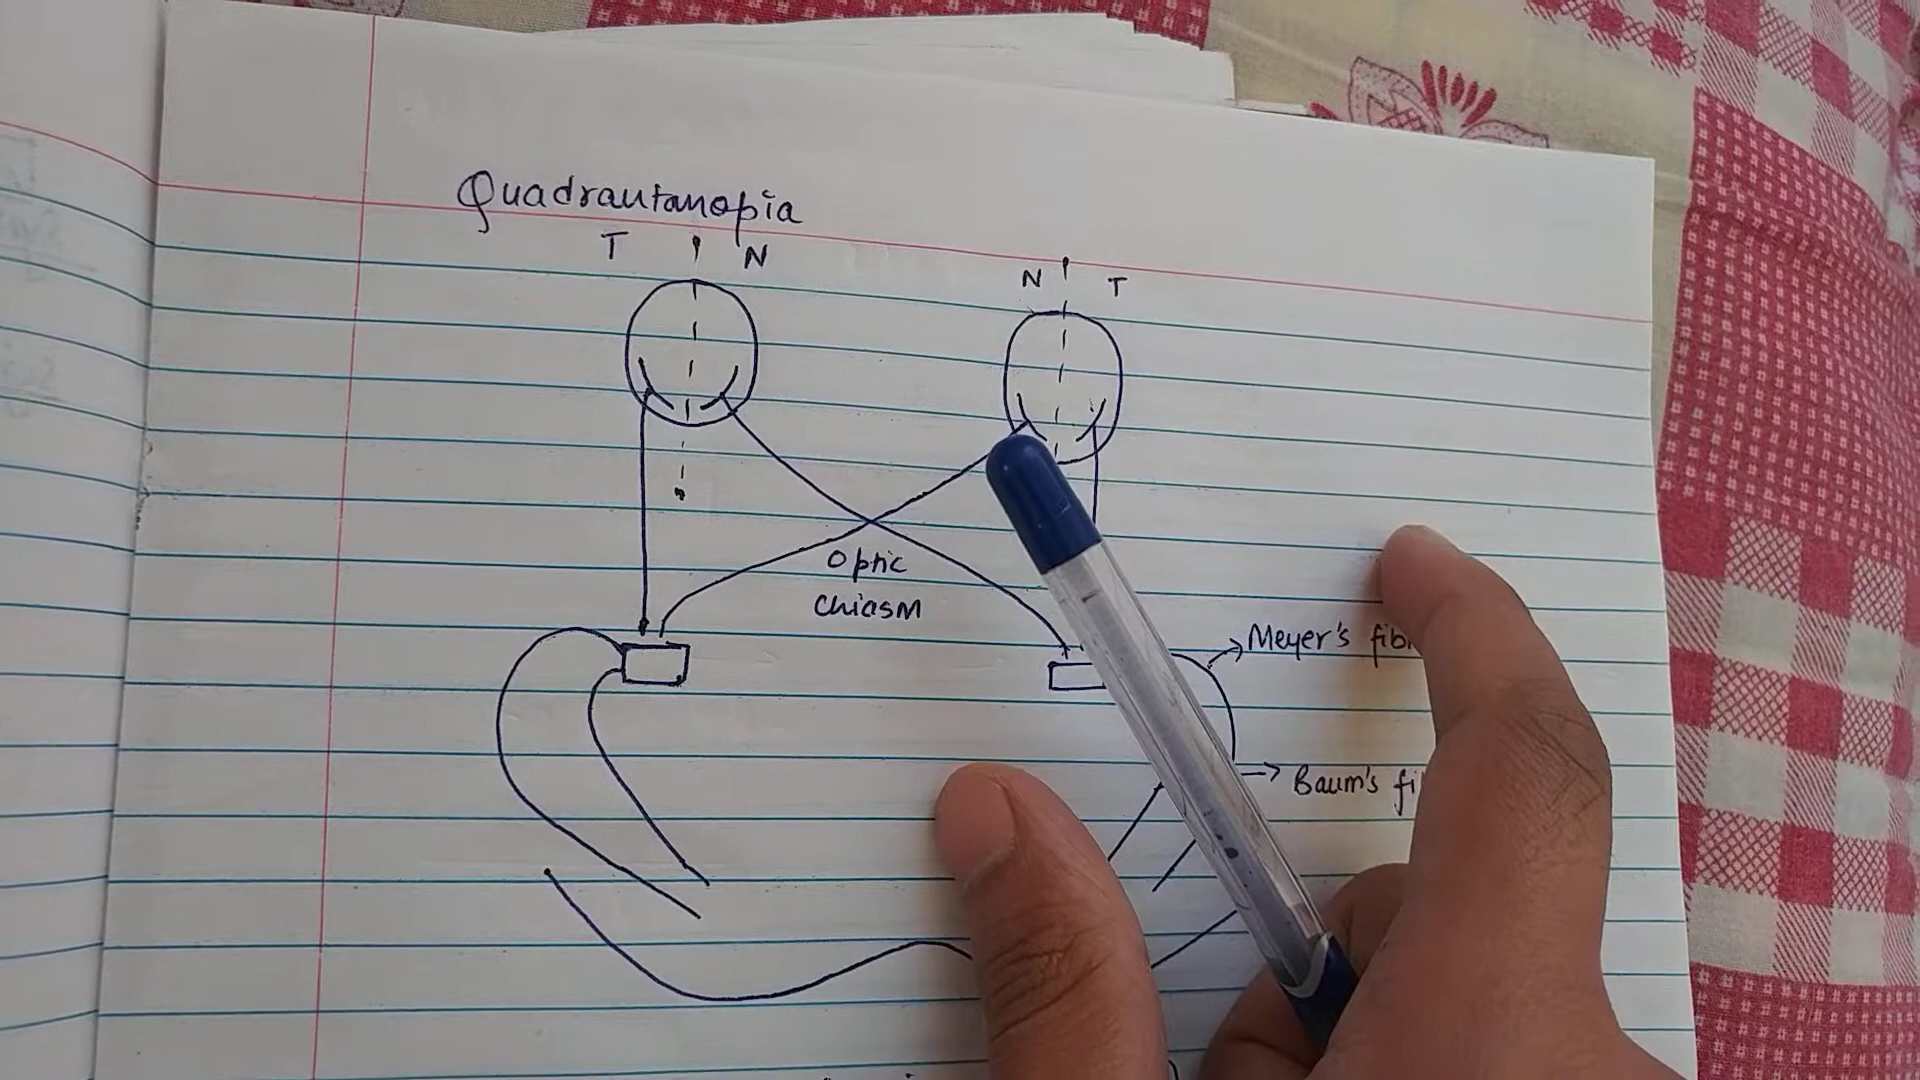 Quadrantanopia
T N
N T
Optic
Chiasm
Meyer's
Baum's